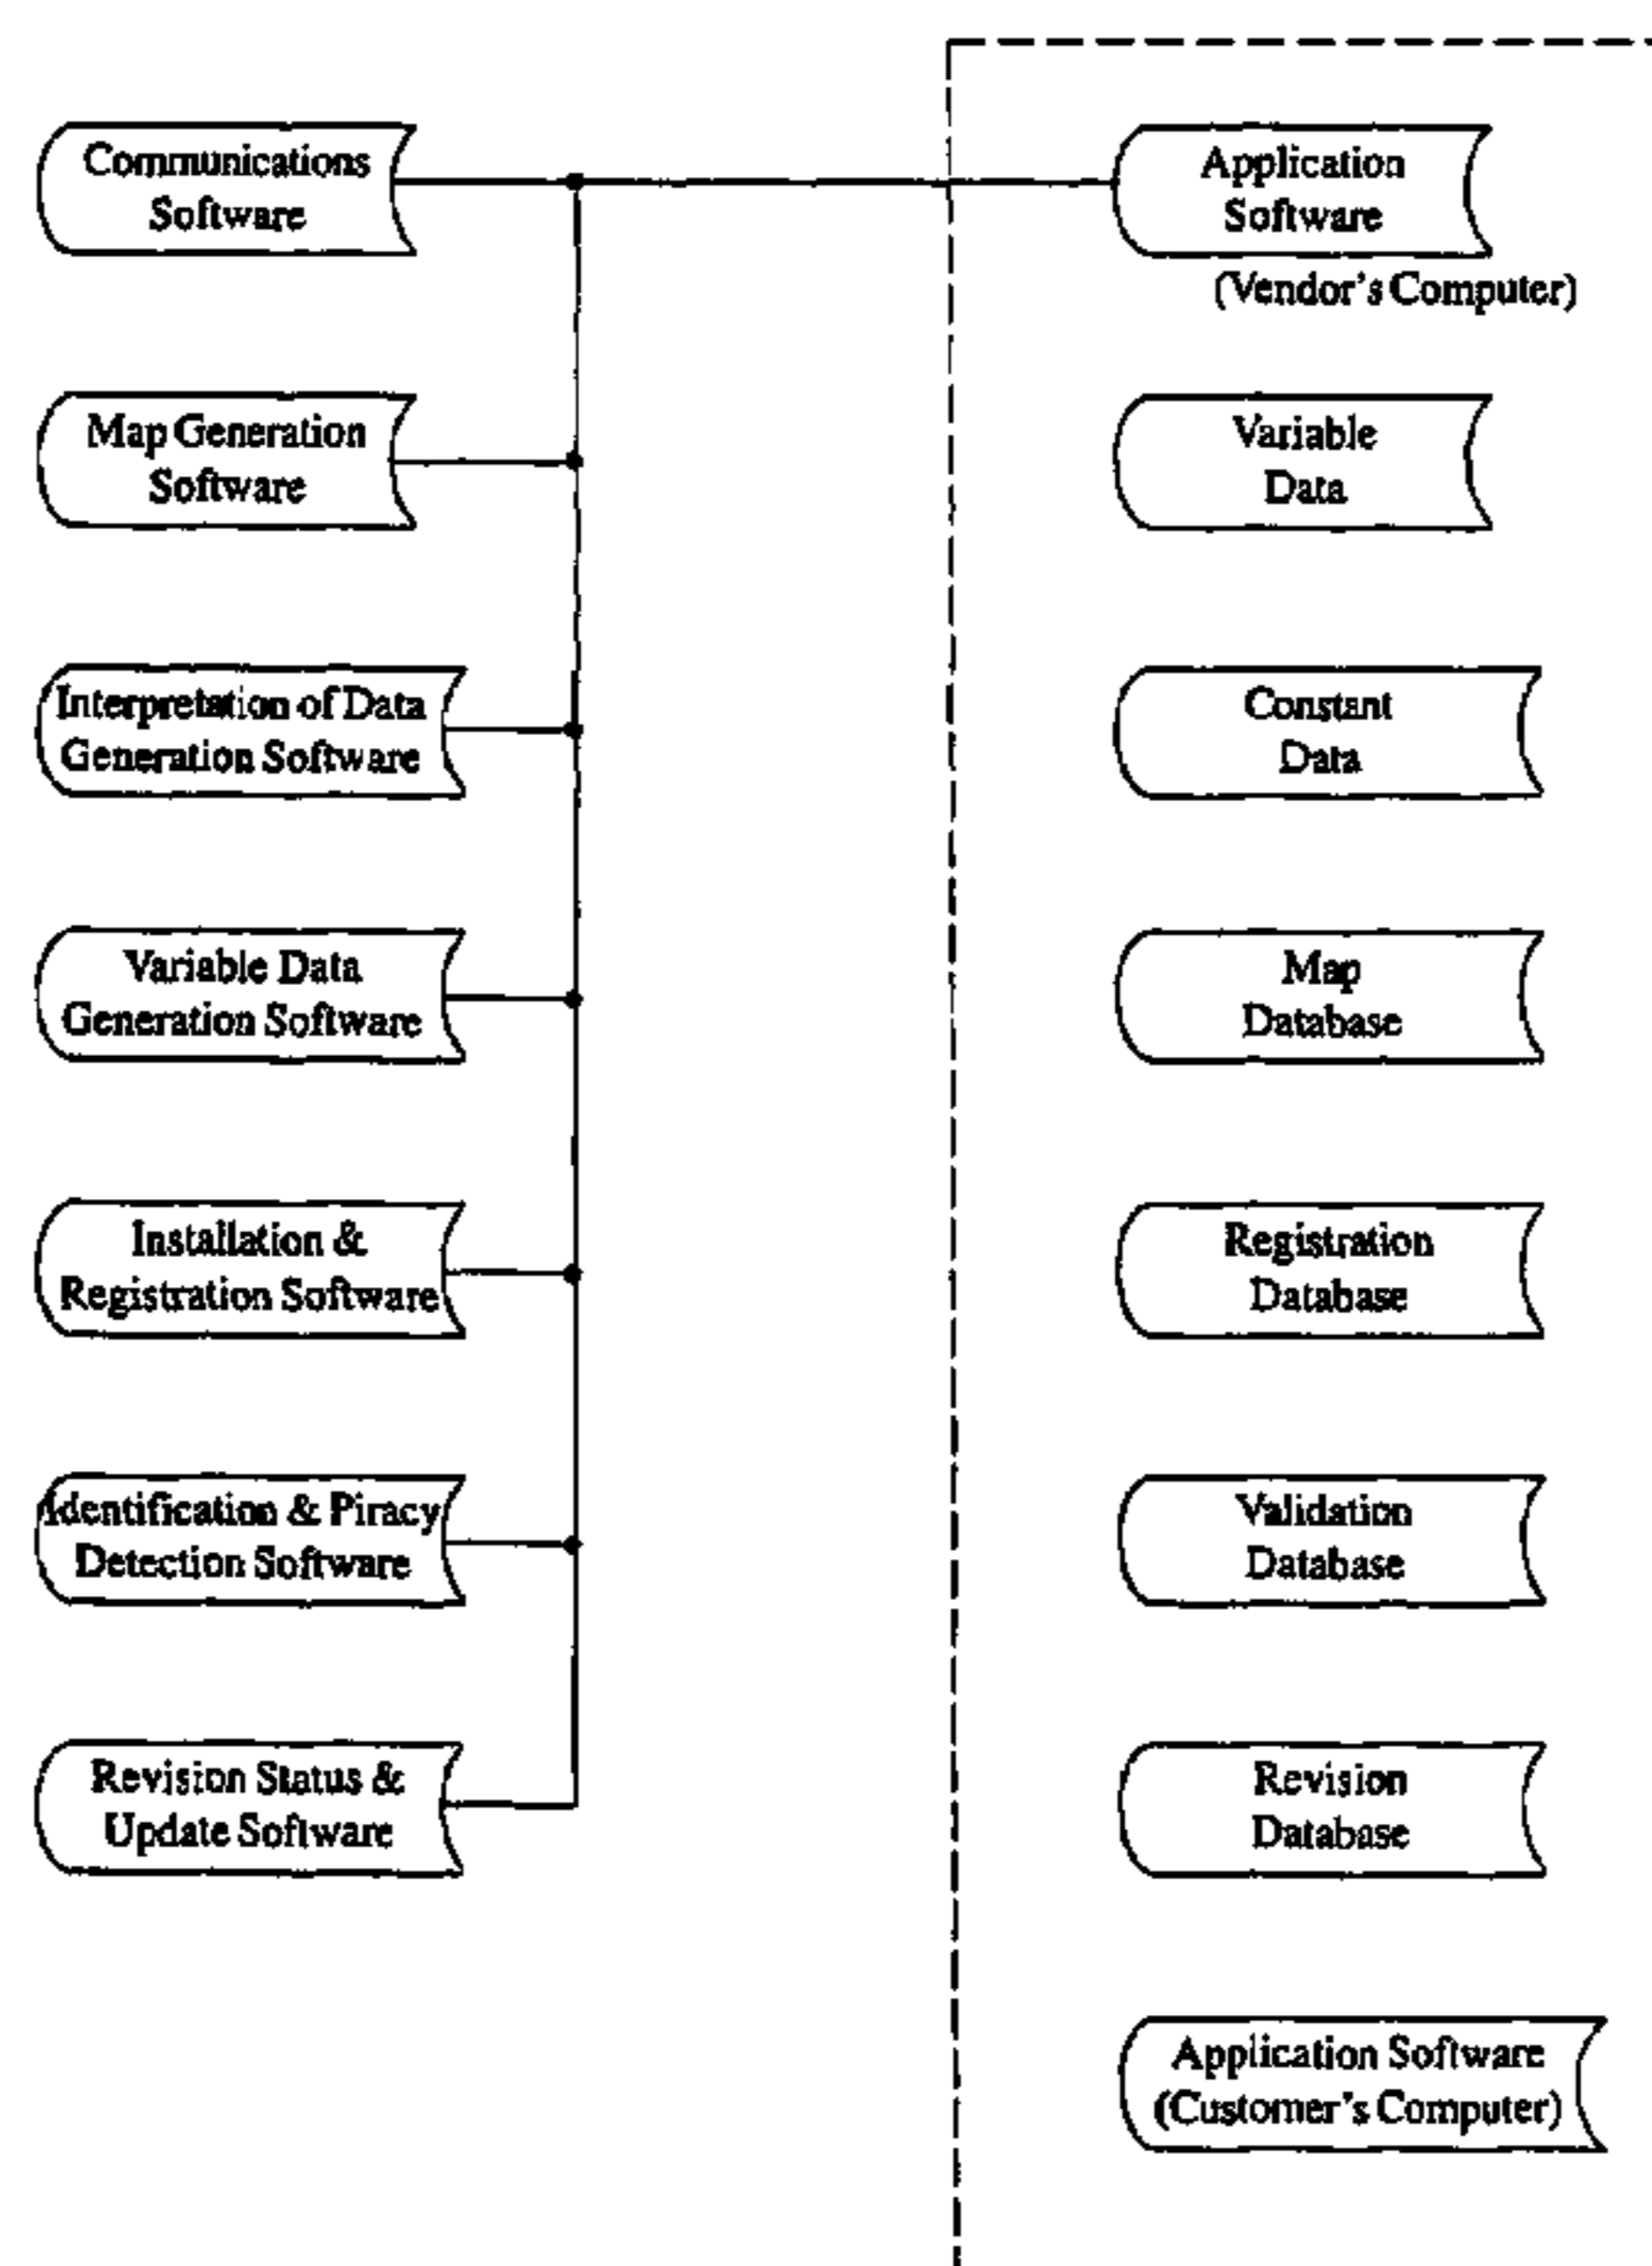 Communications
Software
Application
Software
(Vendor's Computer)
Map Generation
Software
Variable
Data
Interpretation of Data
Generation Software
Constant
Data
Variable Data
Generation Software
Map
Database
Installation &
Registration Software
Registration
Database
Identification & Piracy
Detection Software
Validation
Database
Revision Status &
Update Software
Revision
Database
Application Software
(Customer's Computer)